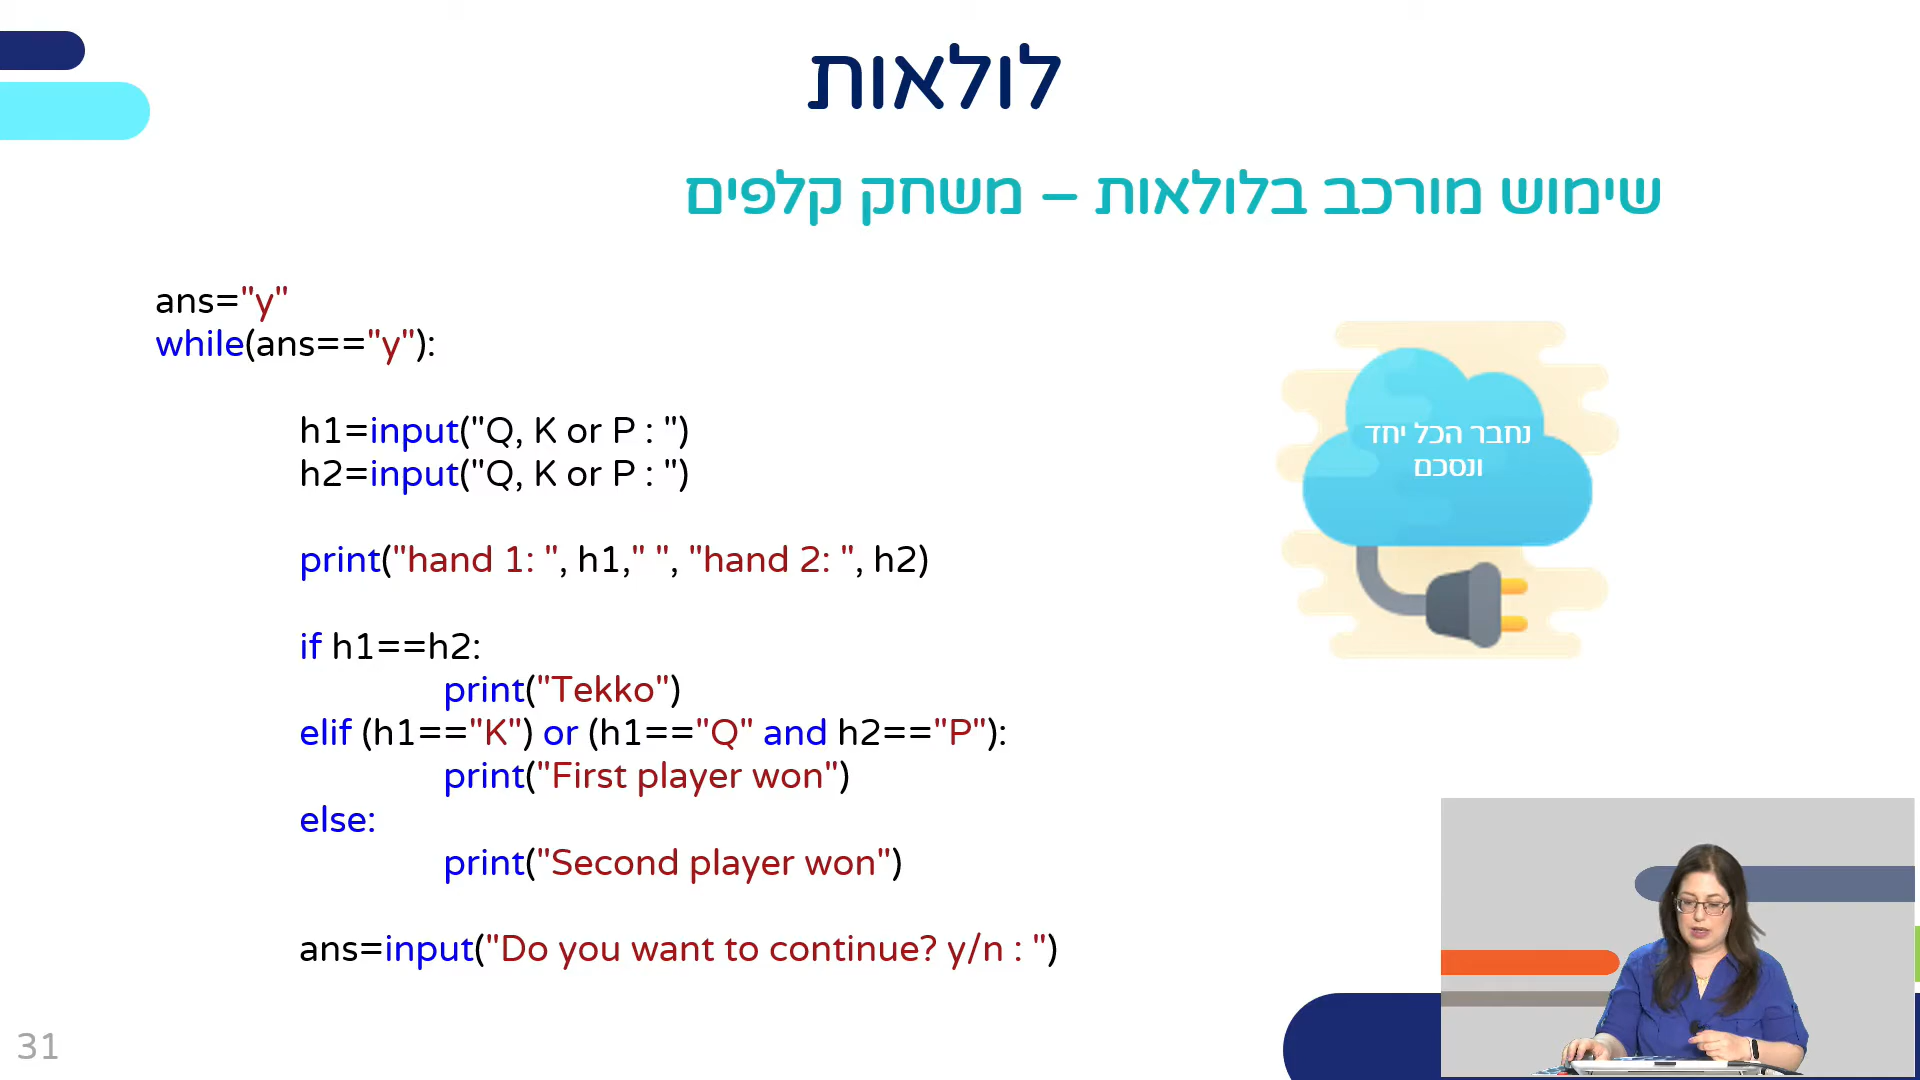 לולאות
שימוש מורכב בלולאות – משחק קלפים
ans="y"
while(ans=="y"):
h1=input("Q, K or P : ")
h2=input("Q, K or P : ")
print("hand 1: ", h1," ", "hand 2: ", h2)
if h1==h2:
print("Tekko")
elif (h1=="K") or (h1=="Q" and h2=="P"):
print("First player won")
else:
print("Second player won")
ans=input("Do you want to continue? y/n : ")
נחבר הכל יחד
ונסכם
31